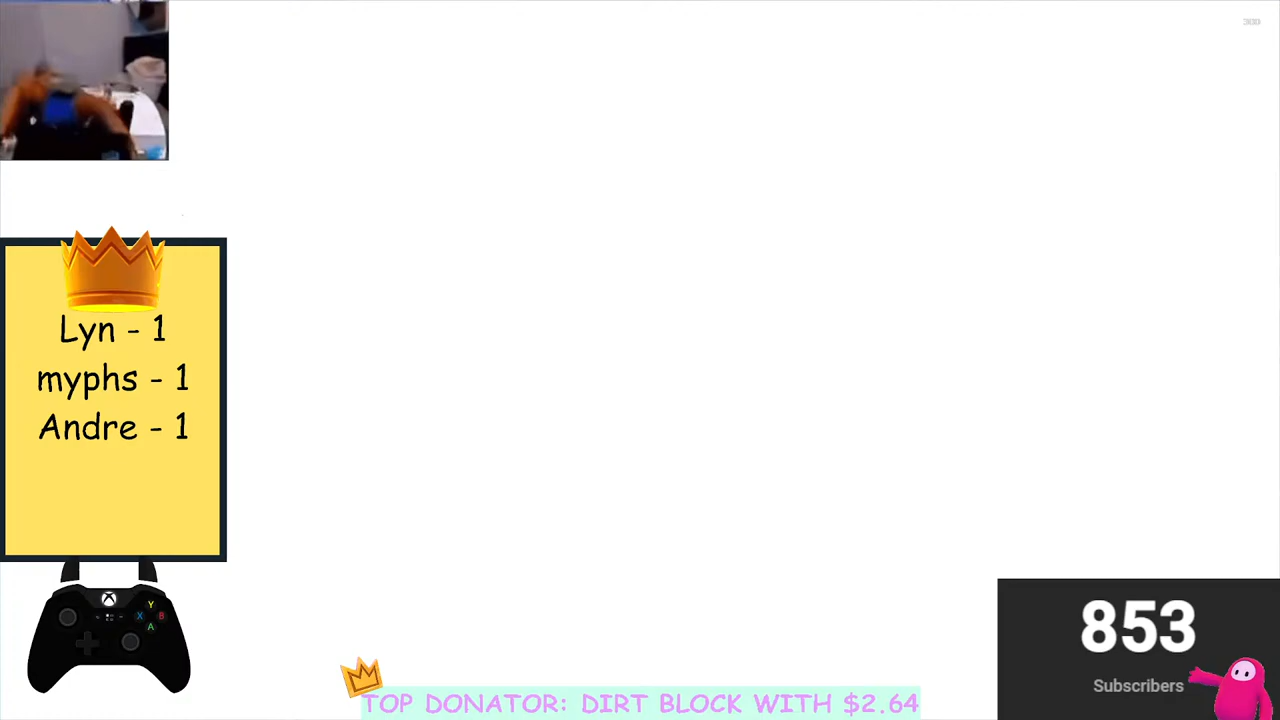 Lyn - 1
myphs - 1
Andre - 1
Y
X B
A
853
Subscribers
TOP DONATOR: DIRT BLOCK WITH $2.64